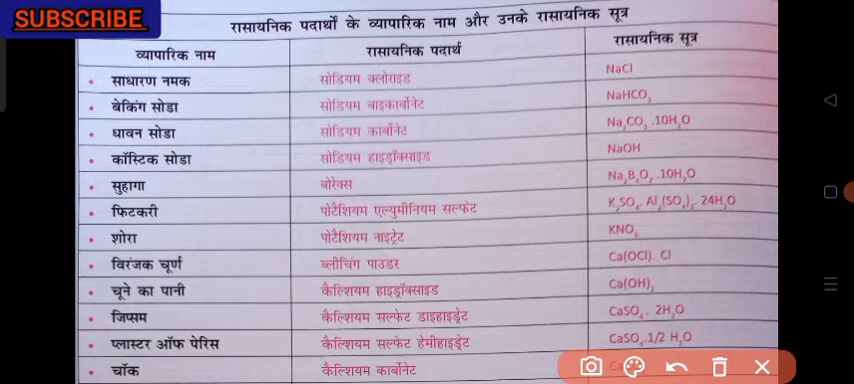 SUBSCRIBE
रासायनिक पदार्थों के व्यापारिक नाम और उनके रासायनिक सूत्र
व्यापारिक नाम रासायनिक पदार्थ रासायनिक सूत्र
• साधारण नमक सोडियम क्लोराइड NaCl
• बेकिंग सोडा सोडियम बाइकार्बोनेट NaHCO₃
• धावन सोडा सोडियम कार्बोनेट Na₂CO₃ .10H₂O
• कॉस्टिक सोडा सोडियम हाइड्रॉक्साइड NaOH
• सुहागा बोरेक्स Na₂B₄O₇ .10H₂O
• फिटकरी पोटैशियम एल्युमीनियम सल्फेट K₂SO₄. Al₂(SO₄)₃. 24H₂O
• शोरा पोटैशियम नाइट्रेट KNO₃
• विरंजक चूर्ण ब्लीचिंग पाउडर Ca(OCl). Cl
• चूने का पानी कैल्शियम हाइड्रॉक्साइड Ca(OH)₂
• जिप्सम कैल्शियम सल्फेट डाइहाइड्रेट CaSO₄. 2H₂O
• प्लास्टर ऑफ पेरिस कैल्शियम सल्फेट हेमीहाइड्रेट CaSO₄.1/2 H₂O
• चॉक कैल्शियम कार्बोनेट